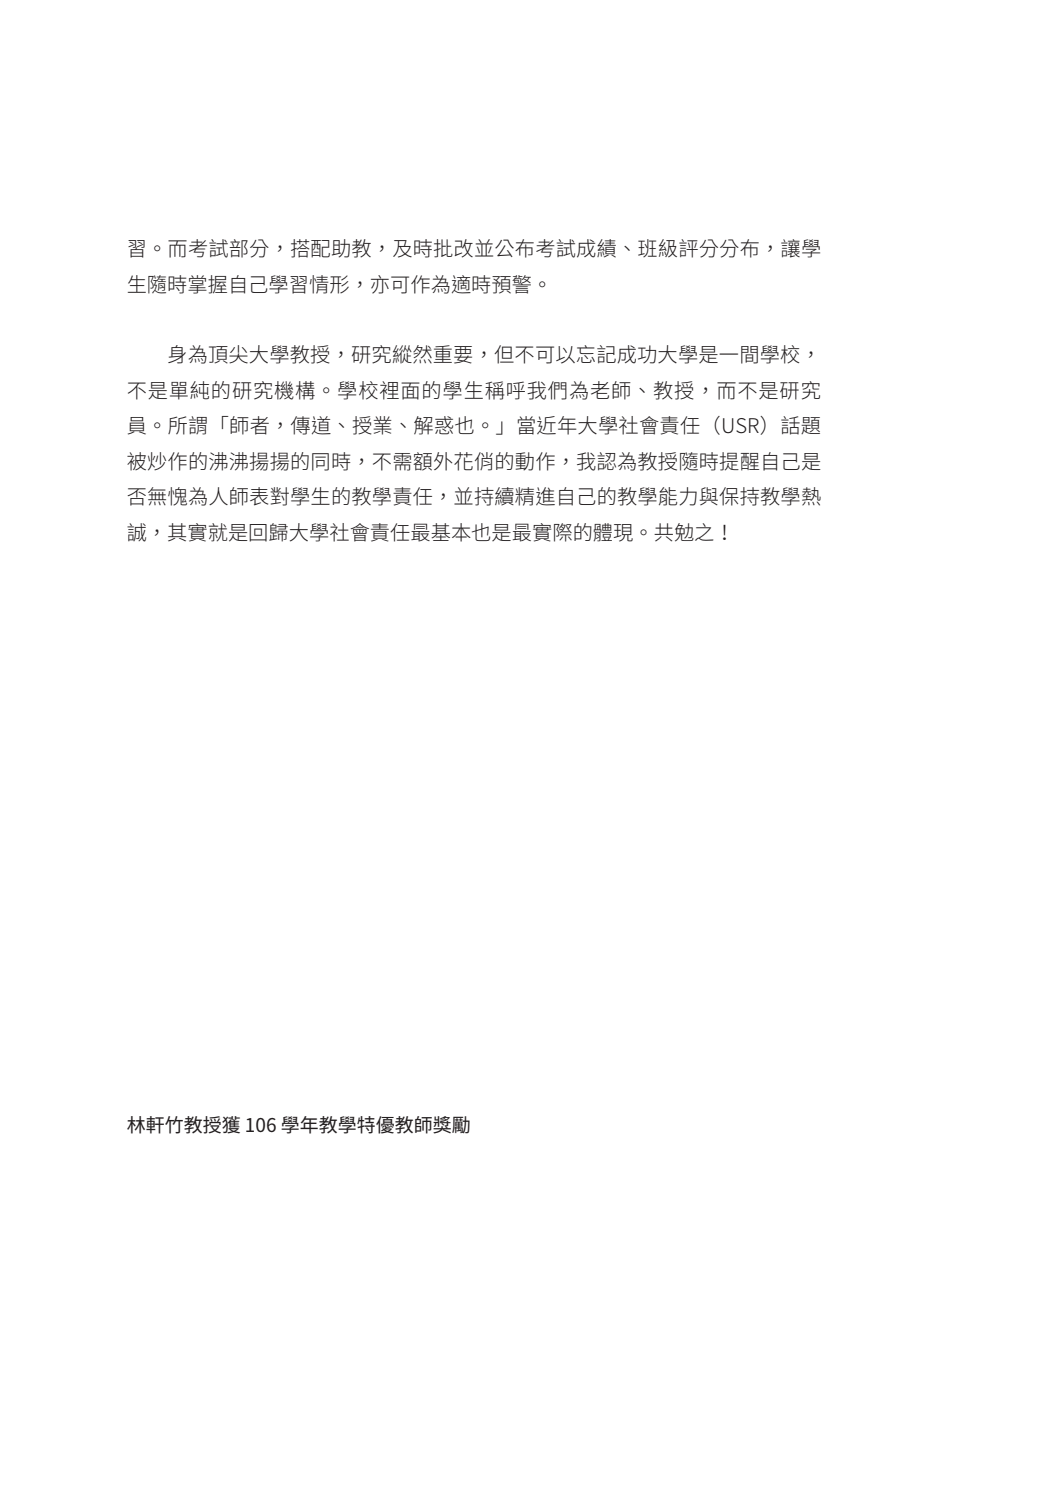 習。而考試部分，搭配助教，及時批改並公布考試成績、班級評分分布，讓學
生隨時掌握自己學習情形，亦可作為適時預警。
身為頂尖大學教授，研究縱然重要，但不可以忘記成功大學是一間學校，
不是單純的研究機構。學校裡面的學生稱呼我們為老師、教授，而不是研究
員。所謂「師者，傳道、授業、解惑也。」當近年大學社會責任（USR）話題
被炒作的沸沸揚揚的同時，不需額外花俏的動作，我認為教授隨時提醒自己是
否無愧為人師表對學生的教學責任，並持續精進自己的教學能力與保持教學熱
誠，其實就是回歸大學社會責任最基本也是最實際的體現。共勉之！
林軒竹教授獲 106 學年教學特優教師獎勵